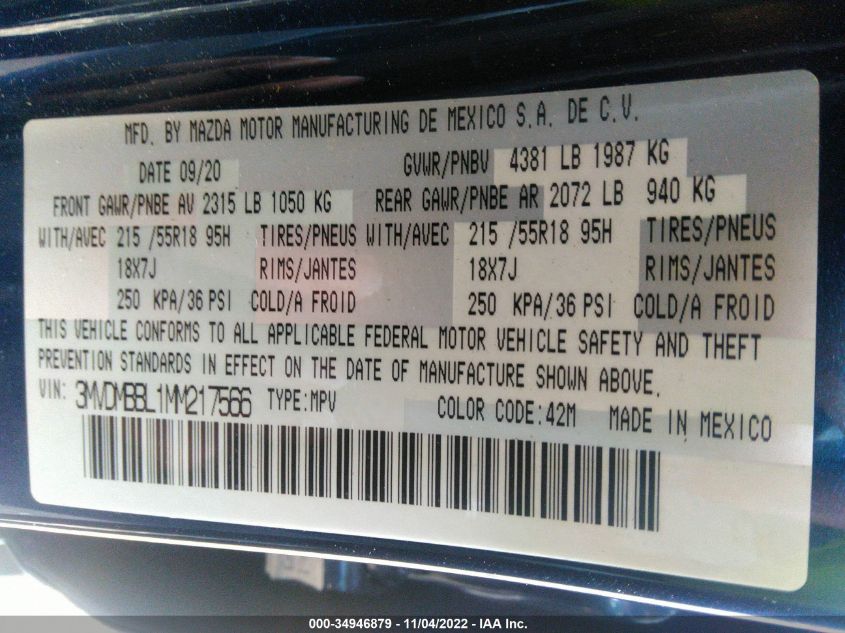 MFD. BY MAZDA MOTOR MANUFACTURING DE MEXICO S.A. DE C.V.
DATE 09/20 GVWR/PNBV 4381 LB 1987 KG
FRONT GAWR/PNBE AV 2315 LB 1050 KG REAR GAWR/PNBE AR 2072 LB 940 KG
WITH/AVEC 215 /55R18 95H TIRES/PNEUS WITH/AVEC 215 /55R18 95H TIRES/PNEUS
18X7J RIMS/JANTES 18X7J RIMS/JANTES
250 KPA/36 PSI COLD/A FROID 250 KPA/36 PSI COLD/A FROID
THIS VEHICLE CONFORMS TO ALL APPLICABLE FEDERAL MOTOR VEHICLE SAFETY AND THEFT
PREVENTION STANDARDS IN EFFECT ON THE DATE OF MANUFACTURE SHOWN ABOVE.
VIN: 3MVDMBBL1MM217566 TYPE:MPV COLOR CODE:42M MADE IN MEXICO
000-34946879 - 11/04/2022 - IAA Inc.